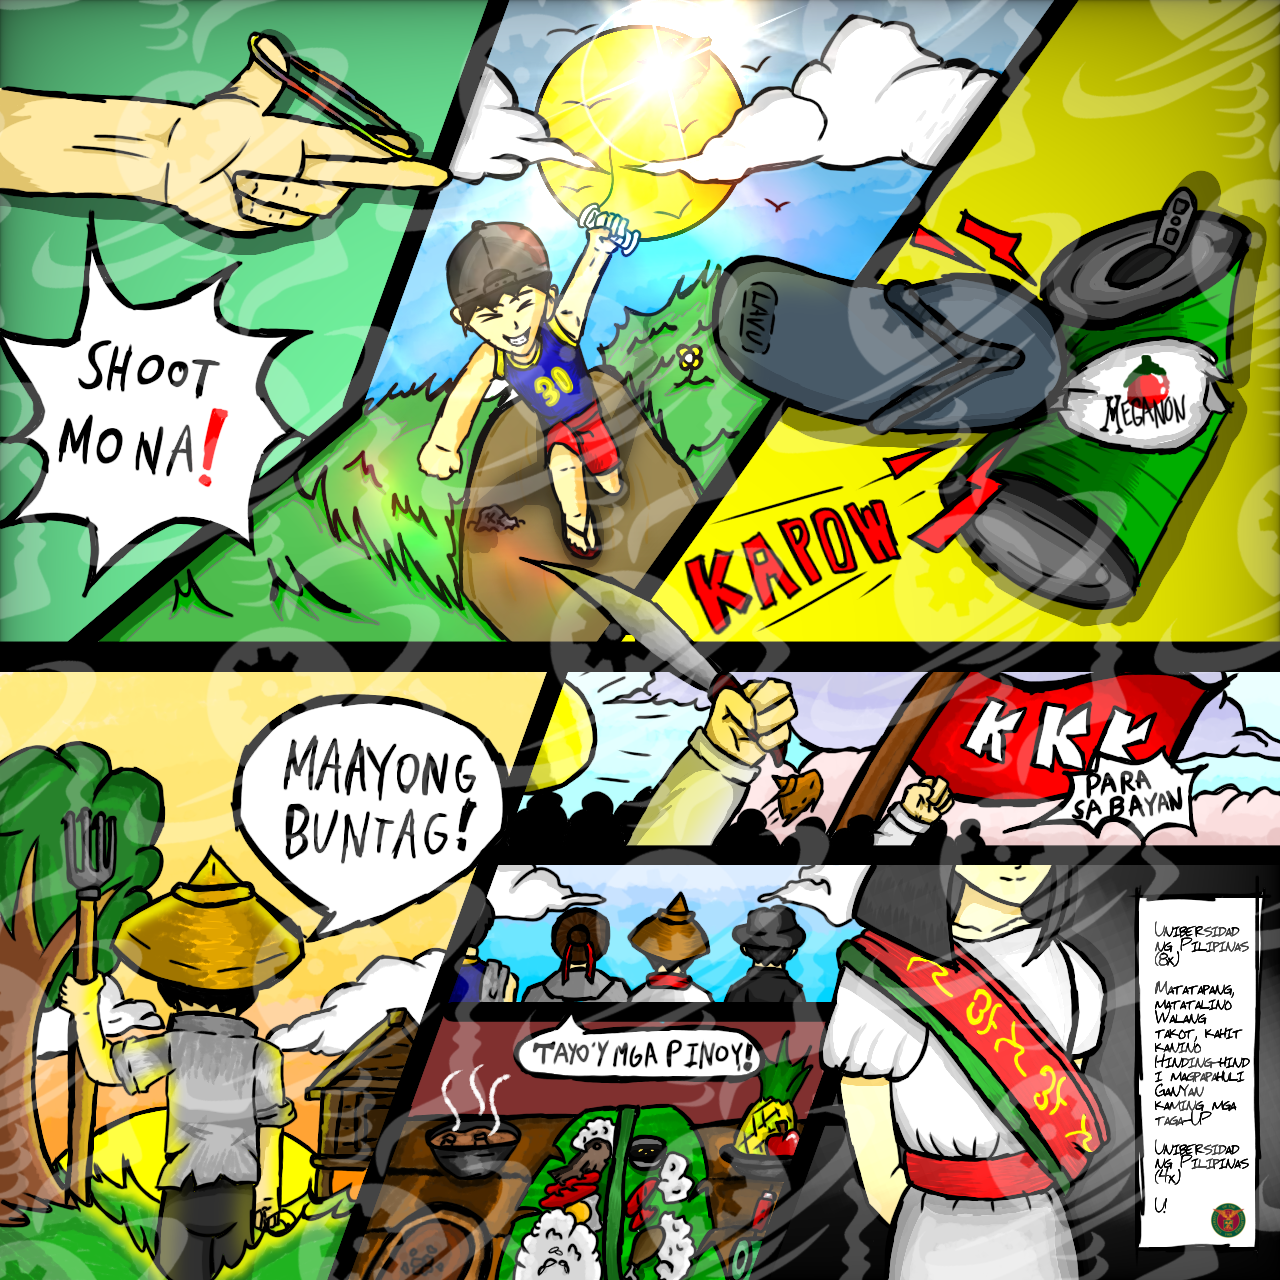 SHOOT
MO NA!
30
(LAVU)
MEGANON
KAPOW
MAAYONG
BUNTAG!
KKK
PARA
SA BAYAN
TAYO'Y MGA PINOY!
UNIBERSIDAD
NG PILIPINAS
(8x)
MATATAPANG,
MATATALINO
WALANG
TAKOT, KAHIT
KANINO
HINDING-HIND
I MAGPAPAHULI
GANYAN
KAMING MGA
TAGA-UP
UNIBERSIDAD
NG PILIPINAS
(4x)
U!